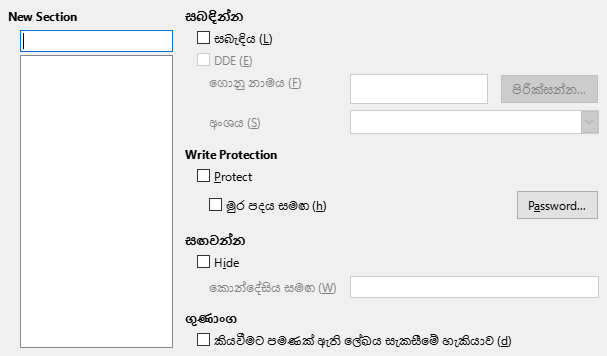 New Section
සබඳින්න
සබැඳිය (L)
DDE (E)
ගොනු නාමය (F)
පිරික්සන්න...
අංශය (S)
Write Protection
Protect
මුර පදය සමඟ (h)
Password...
සඟවන්න
Hide
කොන්දේසිය සමඟ (W)
ගුණාංග
කියවීමට පමණක් ඇති ලේඛය සැකසීමේ හැකියාව (d)